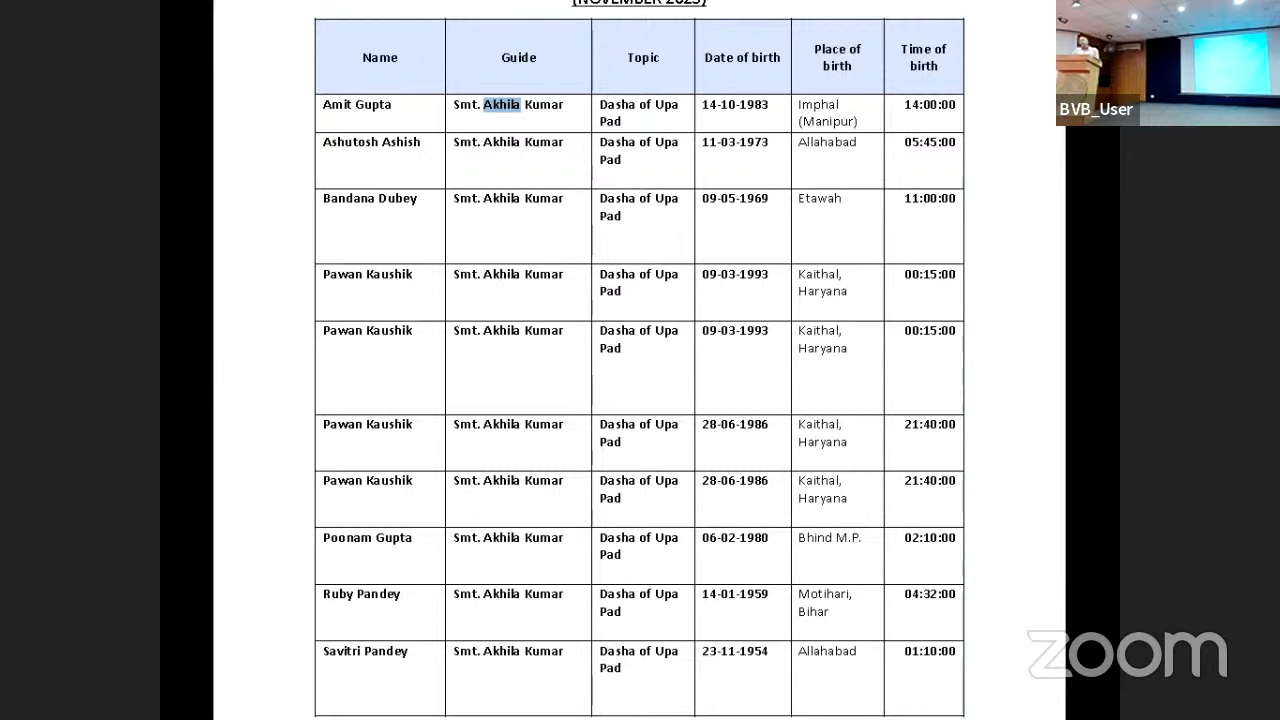 (NOVEMBER 2025)
Name Guide Topic Date of birth Place of birth Time of birth
Amit Gupta Smt. Akhila Kumar Dasha of Upa Pad 14-10-1983 Imphal (Manipur) 14:00:00
Ashutosh Ashish Smt. Akhila Kumar Dasha of Upa Pad 11-03-1973 Allahabad 05:45:00
Bandana Dubey Smt. Akhila Kumar Dasha of Upa Pad 09-05-1969 Etawah 11:00:00
Pawan Kaushik Smt. Akhila Kumar Dasha of Upa Pad 09-03-1993 Kaithal, Haryana 00:15:00
Pawan Kaushik Smt. Akhila Kumar Dasha of Upa Pad 09-03-1993 Kaithal, Haryana 00:15:00
Pawan Kaushik Smt. Akhila Kumar Dasha of Upa Pad 28-06-1986 Kaithal, Haryana 21:40:00
Pawan Kaushik Smt. Akhila Kumar Dasha of Upa Pad 28-06-1986 Kaithal, Haryana 21:40:00
Poonam Gupta Smt. Akhila Kumar Dasha of Upa Pad 06-02-1980 Bhind M.P. 02:10:00
Ruby Pandey Smt. Akhila Kumar Dasha of Upa Pad 14-01-1959 Motihari, Bihar 04:32:00
Savitri Pandey Smt. Akhila Kumar Dasha of Upa Pad 23-11-1954 Allahabad 01:10:00
BVB_User
zoom